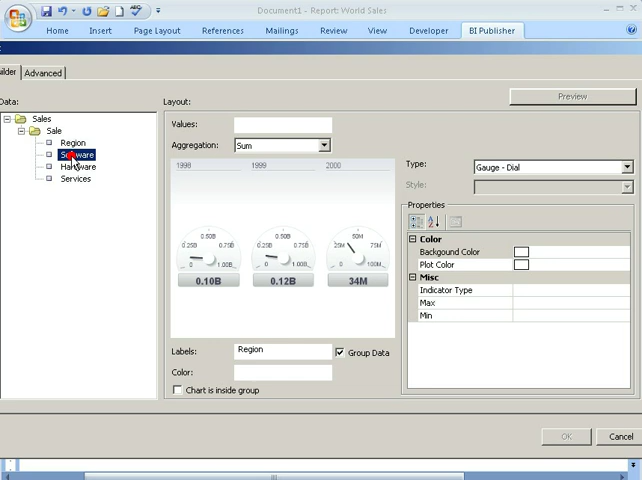 Document1 - Report: World Sales
Home Insert Page Layout References Mailings Review View Developer BI Publisher
ilder Advanced
Data:
Sales
Sale
Region
Software
Hardware
Services
Layout:
Preview
Values:
Aggregation: Sum
Type: Gauge - Dial
Style:
1998 1999 2000
0.50B 0.50B 50M
0.25B 0.75B 0.25B 0.75B 25M 75M
0 1.00B 0 1.00B 0 100M
0.10B 0.12B 34M
Properties
Color
Backgound Color
Plot Color
Misc
Indicator Type
Max
Min
Labels: Region Group Data
Color:
Chart is inside group
OK Cancel